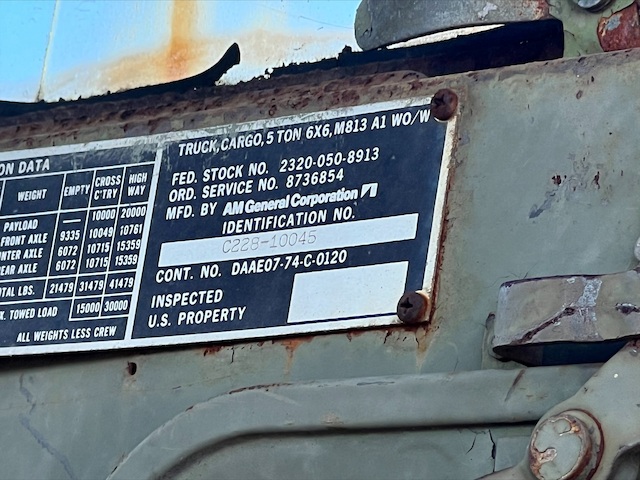 TRUCK, CARGO, 5 TON 6X6, M813 A1 WO/W
FED. STOCK NO. 2320-050-8913
ORD. SERVICE NO. 8736854
MFD. BY AM General Corporation
IDENTIFICATION NO.
C228-10045
CONT. NO. DAAE07-74-C-0120
INSPECTED
U.S. PROPERTY
ON DATA
WEIGHT EMPTY CROSS C'TRY HIGH WAY
PAYLOAD — 10000 20000
FRONT AXLE 9335 10049 10761
NTER AXLE 6072 10715 15359
REAR AXLE 6072 10715 15359
TOTAL LBS. 21479 31479 41479
X. TOWED LOAD 15000 30000
ALL WEIGHTS LESS CREW